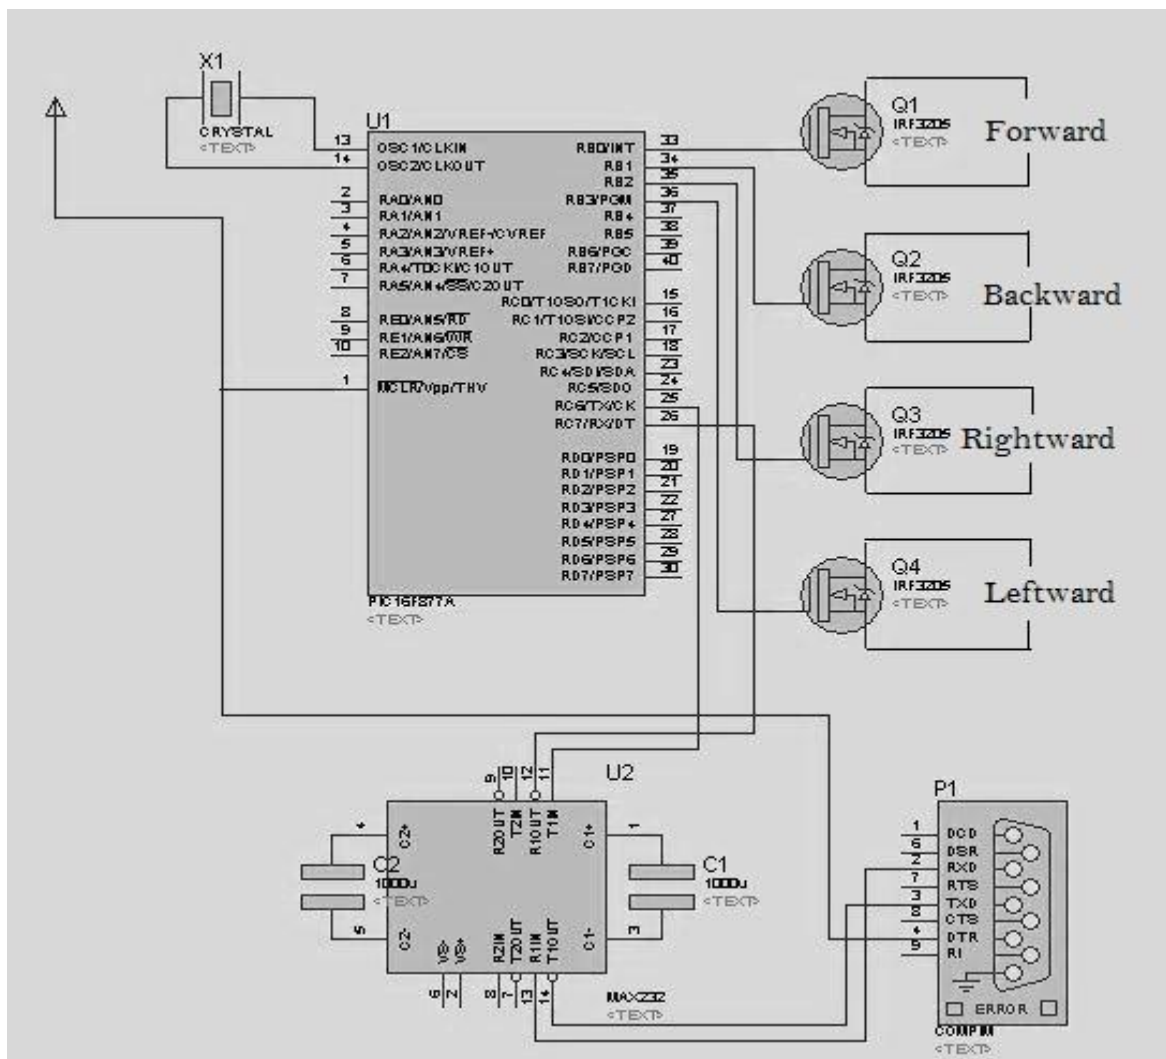 X1
CRYSTAL
<TEXT>
U1
13 OSC1/CLKIN
14 OSC2/CLKOUT
2 RA0/AN0
3 RA1/AN1
4 RA2/AN2/VREF-/CVREF
5 RA3/AN3/VREF+
6 RA4/T0CKI/C1OUT
7 RA5/AN4/SS/C2OUT
8 RE0/AN5/RD
9 RE1/AN6/WR
10 RE2/AN7/CS
1 MCLR/Vpp/THV
RB0/INT 33
RB1 34
RB2 35
RB3/PGM 36
RB4 37
RB5 38
RB6/PGC 39
RB7/PGD 40
RC0/T1OSO/T1CKI 15
RC1/T1OSI/CCP2 16
RC2/CCP1 17
RC3/SCK/SCL 18
RC4/SDI/SDA 23
RC5/SDO 24
RC6/TX/CK 25
RC7/RX/DT 26
RD0/PSP0 19
RD1/PSP1 20
RD2/PSP2 21
RD3/PSP3 22
RD4/PSP4 27
RD5/PSP5 28
RD6/PSP6 29
RD7/PSP7 30
PIC16F877A
<TEXT>
Q1
IRF3205
<TEXT>
Forward
Q2
IRF3205
<TEXT>
Backward
Q3
IRF3205
<TEXT>
Rightward
Q4
IRF3205
<TEXT>
Leftward
U2
9 10 12 11
R2OUT T2IN R1OUT T1IN
4 C2+
5 C2-
C2
1000u
<TEXT>
C1+ 1
C1- 3
C1
1000u
<TEXT>
VS- VS+ R2IN T2OUT R1IN T1OUT
6 2 8 7 13 14
MAX232
<TEXT>
P1
1 DCD
6 DSR
2 RXD
7 RTS
3 TXD
8 CTS
4 DTR
9 RI
ERROR
COMPIM
<TEXT>